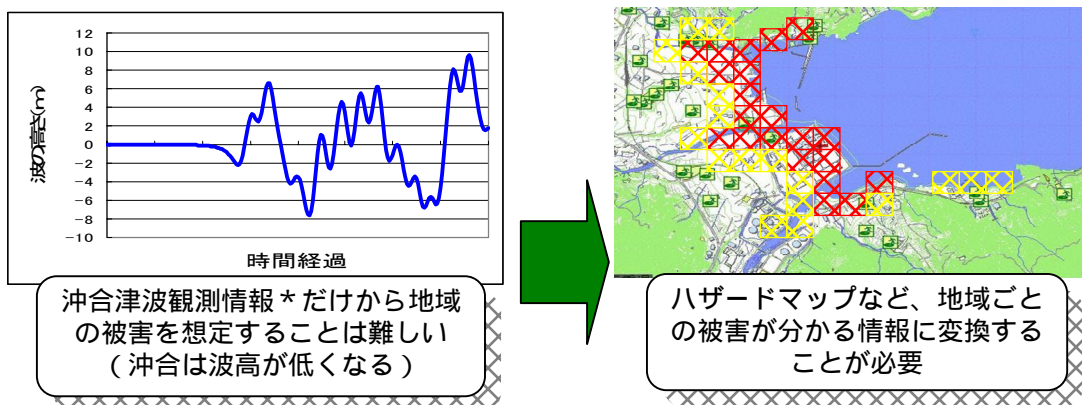 波の高さ(m)
12
10
8
6
4
2
0
−2
−4
−6
−8
−10
時間経過
沖合津波観測情報*だけから地域
の被害を想定することは難しい
(沖合は波高が低くなる)
ハザードマップなど、地域ごと
の被害が分かる情報に変換する
ことが必要